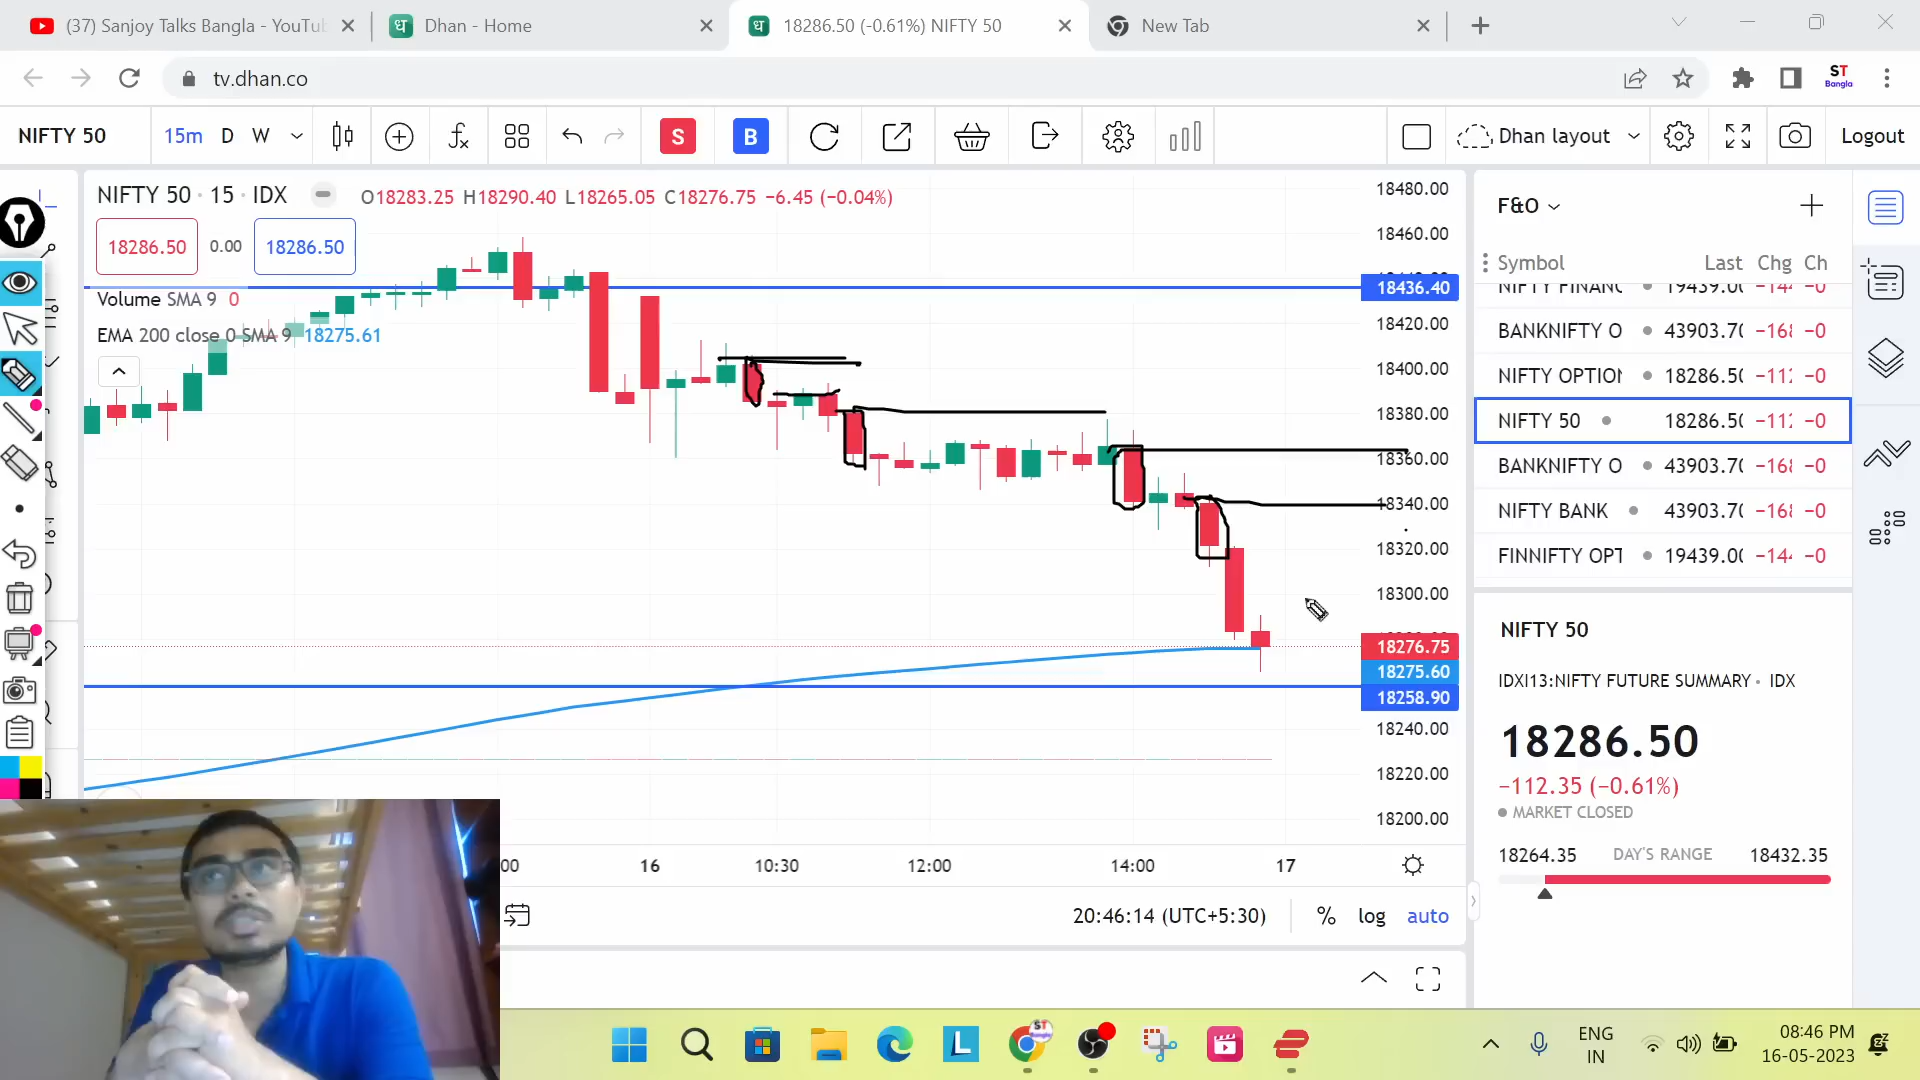 (37) Sanjoy Talks Bangla - YouTu
Dhan - Home
18286.50 (-0.61%) NIFTY 50
New Tab
tv.dhan.co
ST
Bangla
NIFTY 50
15m
D
W
S
B
Dhan layout
Logout
NIFTY 50 · 15 · IDX
O18283.25 H18290.40 L18265.05 C18276.75 −6.45 (−0.04%)
18286.50
0.00
18286.50
Volume SMA 9 0
EMA 200 close 0 SMA 9 18275.61
18480.00
18460.00
18436.40
18420.00
18400.00
18380.00
18360.00
18340.00
18320.00
18300.00
18276.75
18275.60
18258.90
18240.00
18220.00
18200.00
16
10:30
12:00
14:00
17
20:46:14 (UTC+5:30)
%
log
auto
F&O
Symbol Last Chg Ch
BANKNIFTY O 43903.7 −16 −0
NIFTY OPTION 18286.5 −11 −0
NIFTY 50 18286.50 −11 −0
BANKNIFTY O 43903.7 −16 −0
NIFTY BANK 43903.7 −16 −0
FINNIFTY OPT 19439.0 −14 −0
NIFTY 50
IDXI13:NIFTY FUTURE SUMMARY · IDX
18286.50
−112.35 (−0.61%)
MARKET CLOSED
18264.35 DAY'S RANGE 18432.35
L
ST
ENG
IN
08:46 PM
16-05-2023